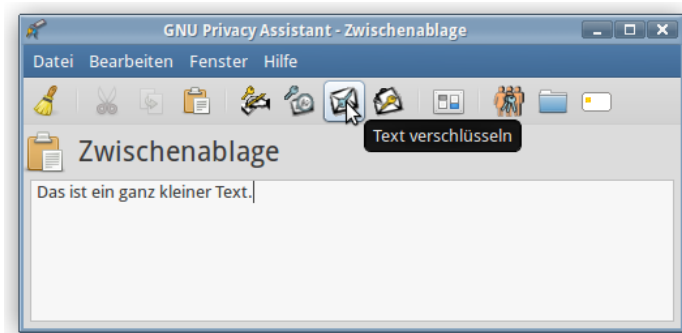 GNU Privacy Assistant - Zwischenablage
Datei Bearbeiten Fenster Hilfe
Text verschlüsseln
Zwischenablage
Das ist ein ganz kleiner Text.